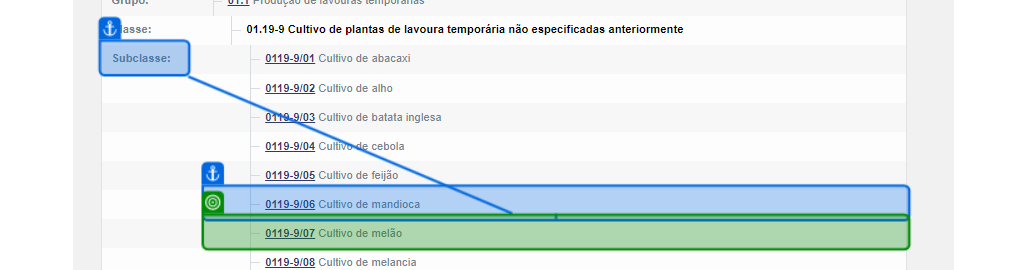 Grupo: 01.1 Produção de lavouras temporárias
Classe: 01.19-9 Cultivo de plantas de lavoura temporária não especificadas anteriormente
Subclasse: 0119-9/01 Cultivo de abacaxi
0119-9/02 Cultivo de alho
0119-9/03 Cultivo de batata inglesa
0119-9/04 Cultivo de cebola
0119-9/05 Cultivo de feijão
0119-9/06 Cultivo de mandioca
0119-9/07 Cultivo de melão
0119-9/08 Cultivo de melancia